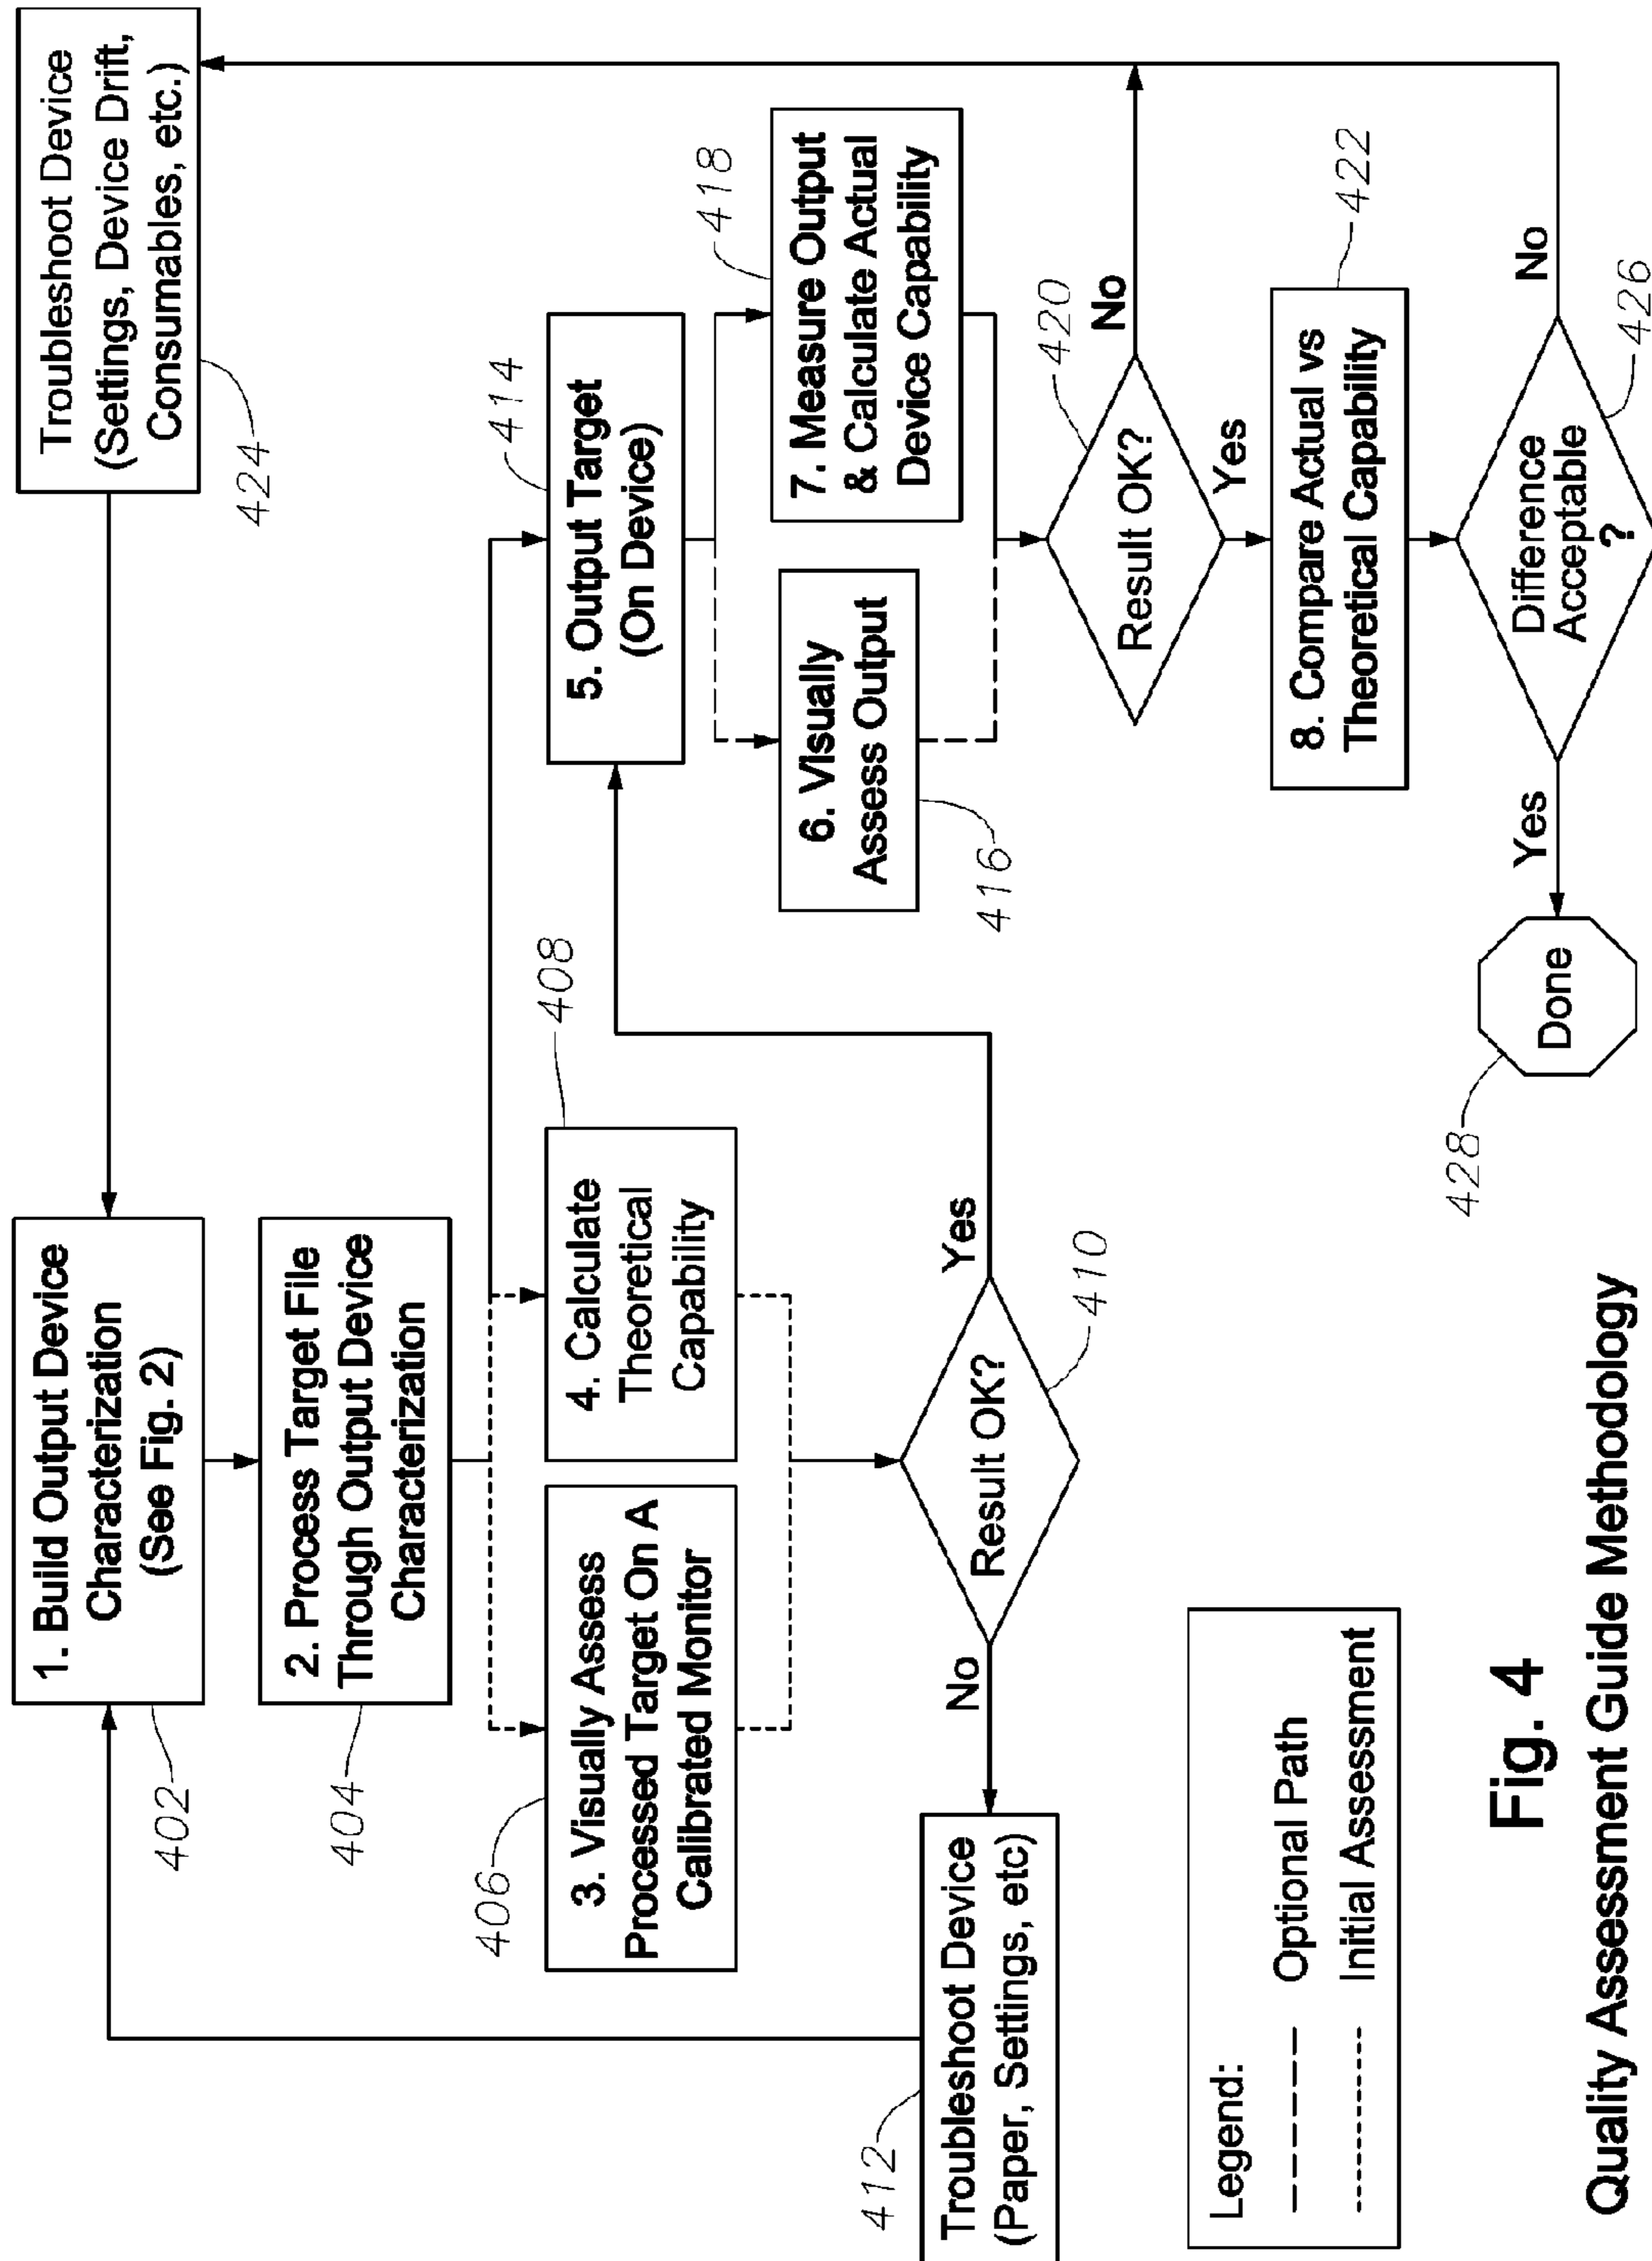 1. Build Output Device
Characterization
(See Fig. 2)
402
2. Process Target File
Through Output Device
Characterization
404
3. Visually Assess
Processed Target On A
Calibrated Monitor
406
4. Calculate
Theoretical
Capability
408
Result OK?
410
No
Yes
Troubleshoot Device
(Paper, Settings, etc)
412
Troubleshoot Device
(Settings, Device Drift,
Consumables, etc.)
424
5. Output Target
(On Device)
414
6. Visually
Assess Output
416
7. Measure Output
& Calculate Actual
Device Capability
418
Result OK?
420
No
Yes
8. Compare Actual vs
Theoretical Capability
422
Difference
Acceptable
?
426
No
Yes
Done
428
Legend:
Optional Path
Initial Assessment
Fig. 4
Quality Assessment Guide Methodology